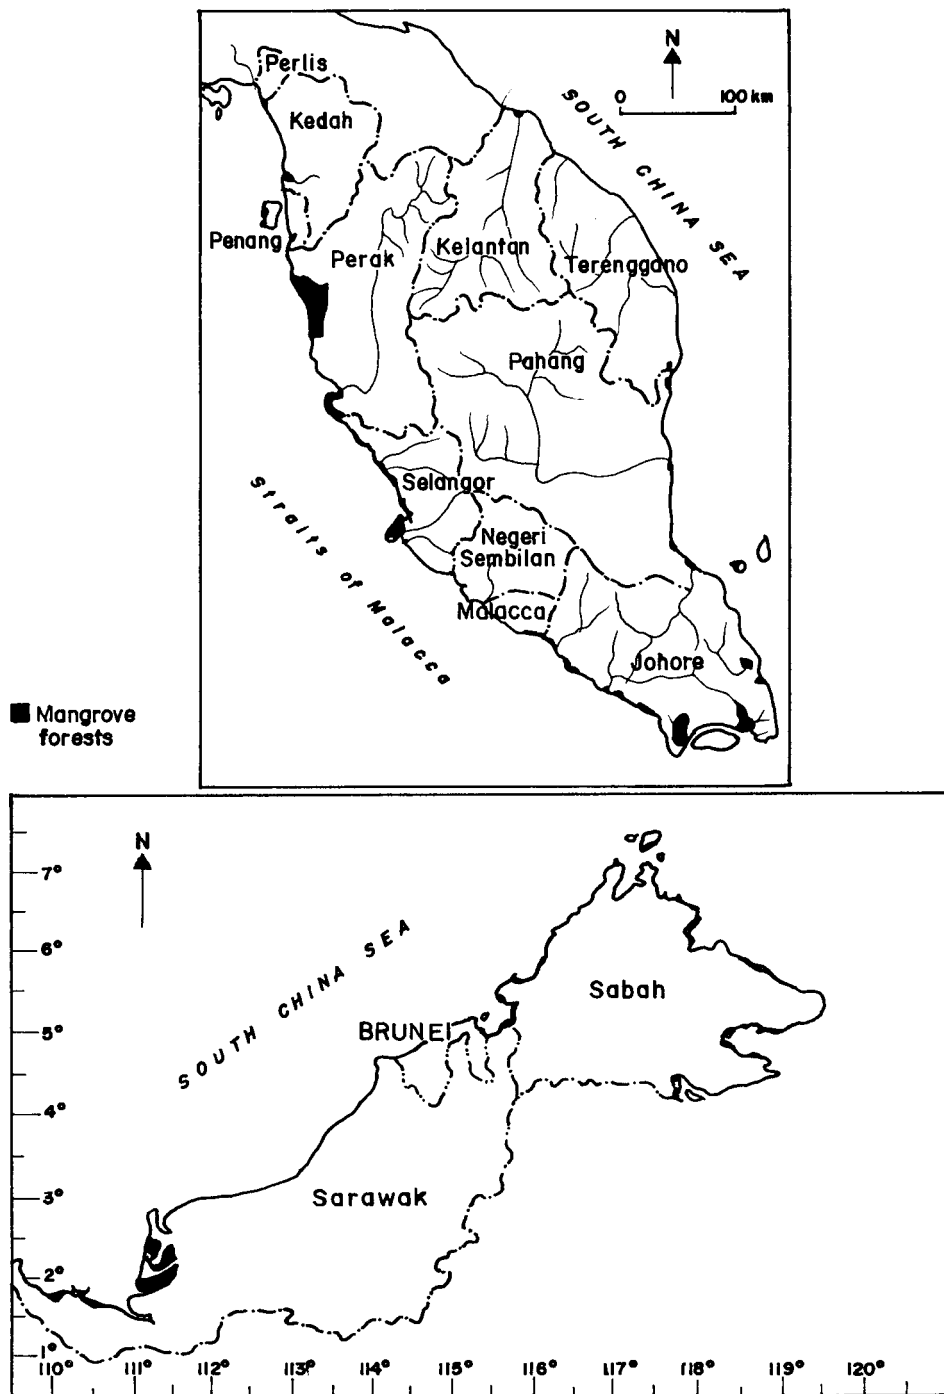 N
0 100 km
SOUTH CHINA SEA
Perlis
Kedah
Penang
Perak
Kelantan
Terenggano
Pahang
Selangor
Negeri
Sembilan
Malacca
Johore
Straits of Malacca
Mangrove
forests
N
SOUTH CHINA SEA
BRUNEI
Sabah
Sarawak
7°
6°
5°
4°
3°
2°
1°
110° 111° 112° 113° 114° 115° 116° 117° 118° 119° 120°